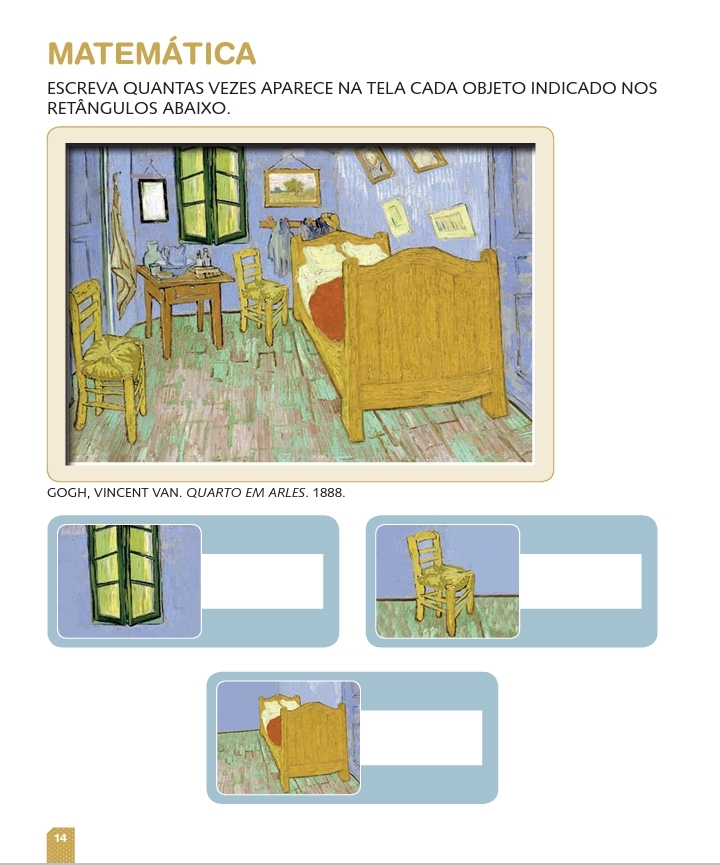 MATEMÁTICA
ESCREVA QUANTAS VEZES APARECE NA TELA CADA OBJETO INDICADO NOS
RETÂNGULOS ABAIXO.
GOGH, VINCENT VAN. QUARTO EM ARLES. 1888.
14